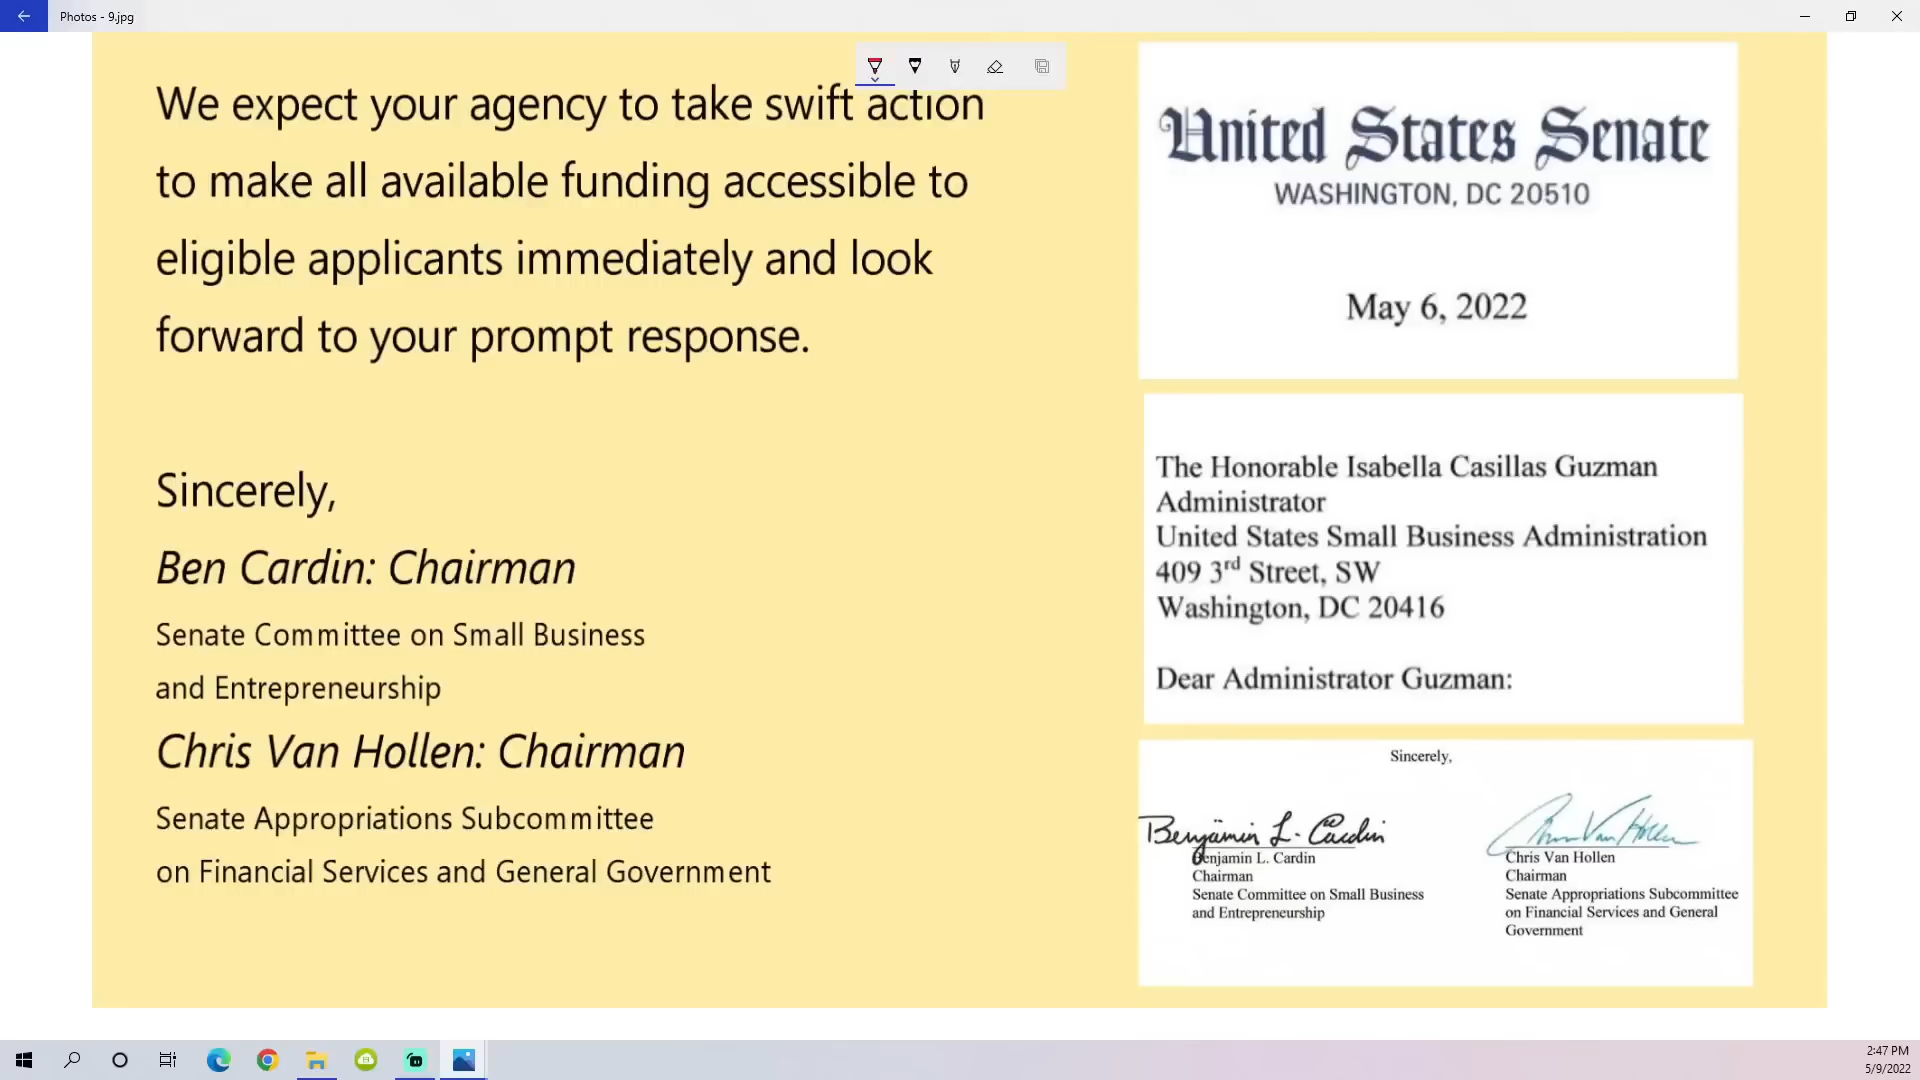 Photos - 9.jpg
We expect your agency to take swift action
to make all available funding accessible to
eligible applicants immediately and look
forward to your prompt response.
Sincerely,
Ben Cardin: Chairman
Senate Committee on Small Business
and Entrepreneurship
Chris Van Hollen: Chairman
Senate Appropriations Subcommittee
on Financial Services and General Government
United States Senate
WASHINGTON, DC 20510
May 6, 2022
The Honorable Isabella Casillas Guzman
Administrator
United States Small Business Administration
409 3rd Street, SW
Washington, DC 20416
Dear Administrator Guzman:
Sincerely,
Benjamin L. Cardin
Benjamin L. Cardin
Chairman
Senate Committee on Small Business
and Entrepreneurship
Chris Van Hollen
Chris Van Hollen
Chairman
Senate Appropriations Subcommittee
on Financial Services and General
Government
2:47 PM
5/9/2022